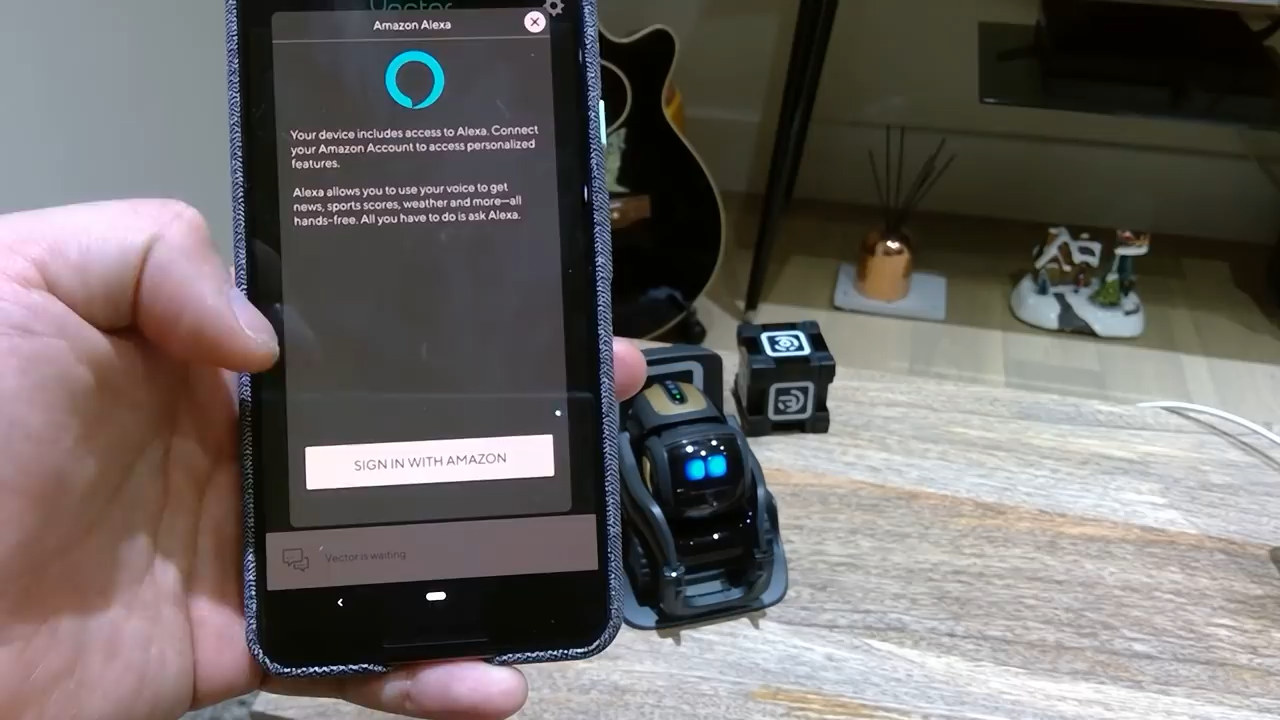 Vector
Amazon Alexa
Your device includes access to Alexa. Connect
your Amazon Account to access personalized
features.
Alexa allows you to use your voice to get
news, sports scores, weather and more—all
hands-free. All you have to do is ask Alexa.
SIGN IN WITH AMAZON
Vector is waiting